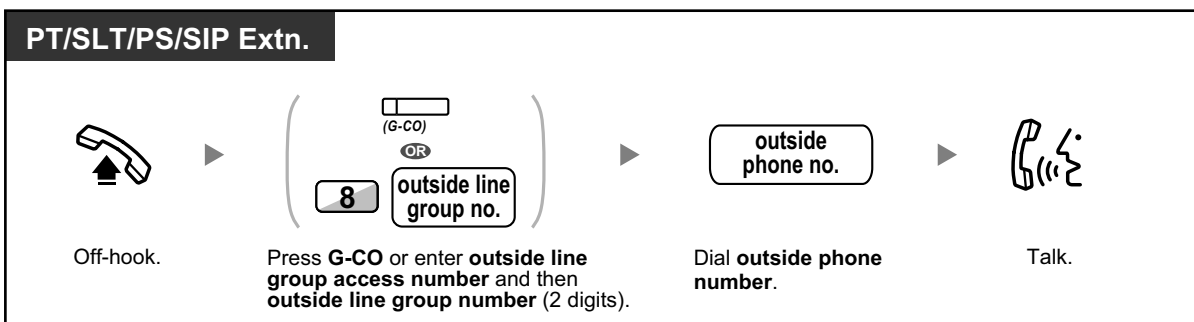 PT/SLT/PS/SIP Extn.
(G-CO)
OR
8
outside line
group no.
outside
phone no.
Off-hook.
Press G-CO or enter outside line
group access number and then
outside line group number (2 digits).
Dial outside phone
number.
Talk.